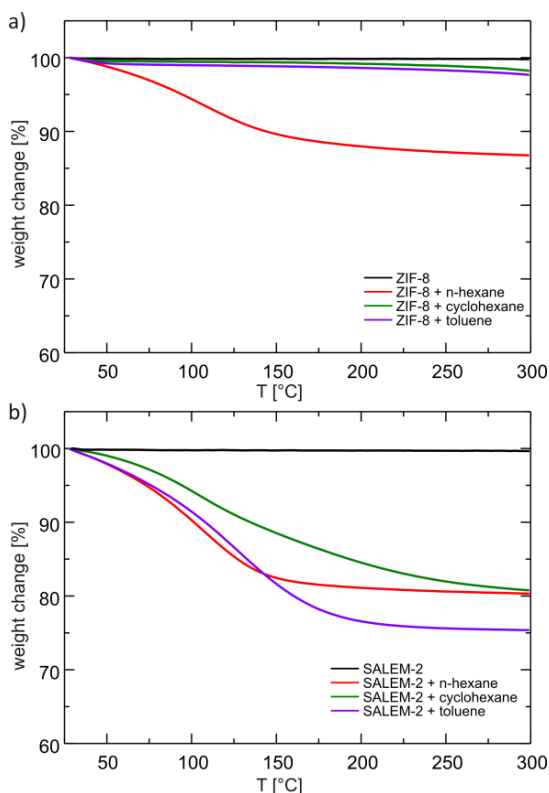 a)
100
90
80
70
60
weight change [%]
ZIF-8
ZIF-8 + n-hexane
ZIF-8 + cyclohexane
ZIF-8 + toluene
50
100
150
200
250
300
T [°C]
b)
100
90
80
70
60
weight change [%]
SALEM-2
SALEM-2 + n-hexane
SALEM-2 + cyclohexane
SALEM-2 + toluene
50
100
150
200
250
300
T [°C]